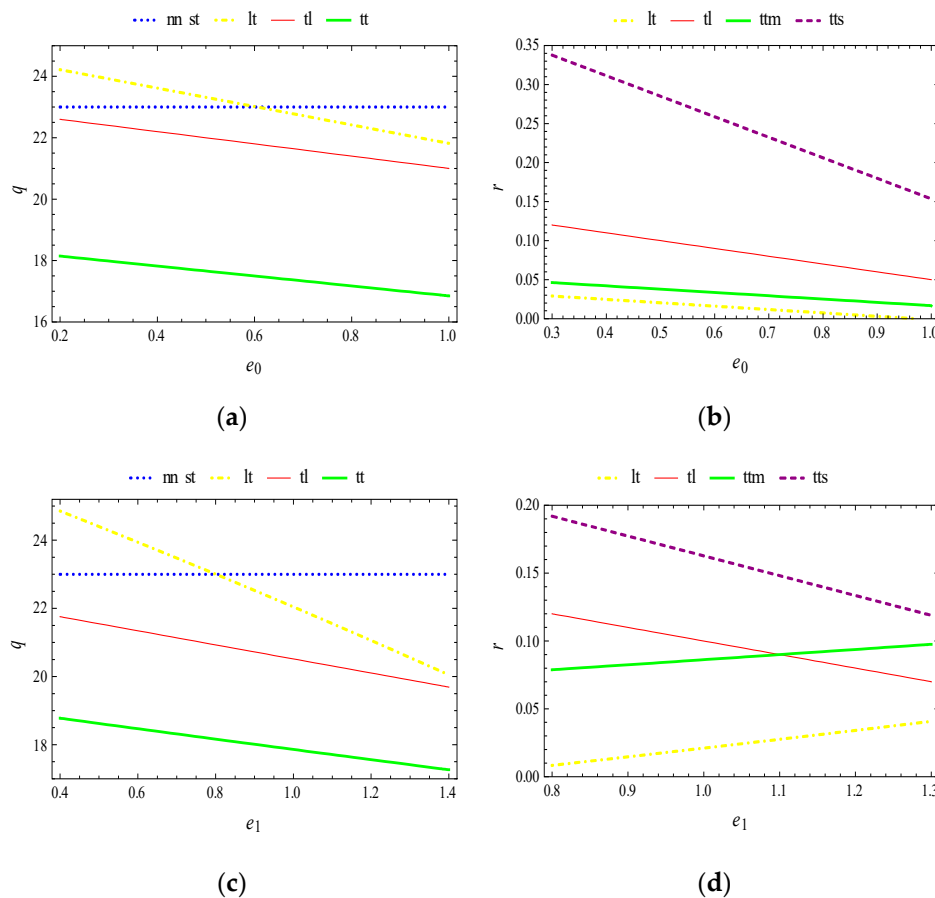 nn st lt tl tt
24
22
20
18
16
q
0.2 0.4 0.6 0.8 1.0
e0
(a)
lt tl ttm tts
0.35
0.30
0.25
0.20
0.15
0.10
0.05
0.00
r
0.3 0.4 0.5 0.6 0.7 0.8 0.9 1.0
e0
(b)
nn st lt tl tt
24
22
20
18
q
0.4 0.6 0.8 1.0 1.2 1.4
e1
(c)
lt tl ttm tts
0.20
0.15
0.10
0.05
0.00
r
0.8 0.9 1.0 1.1 1.2 1.3
e1
(d)